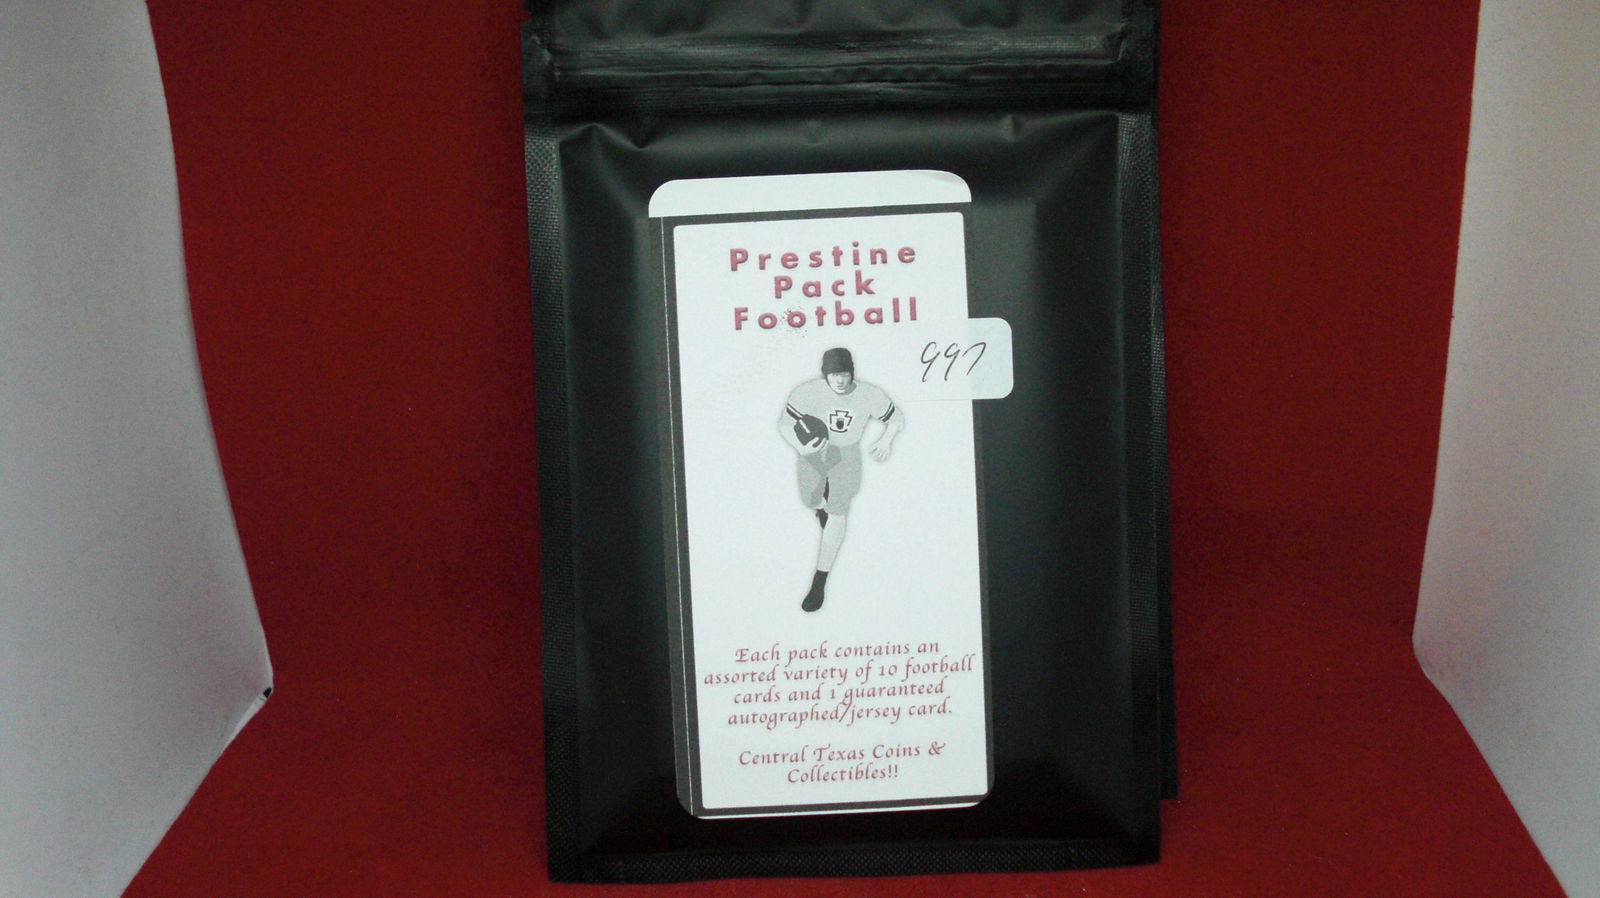 Prestine
Pack
Football
997
Each pack contains an
assorted variety of 10 football
cards and 1 guaranteed
autographed/jersey card.
Central Texas Coins &
Collectibles!!